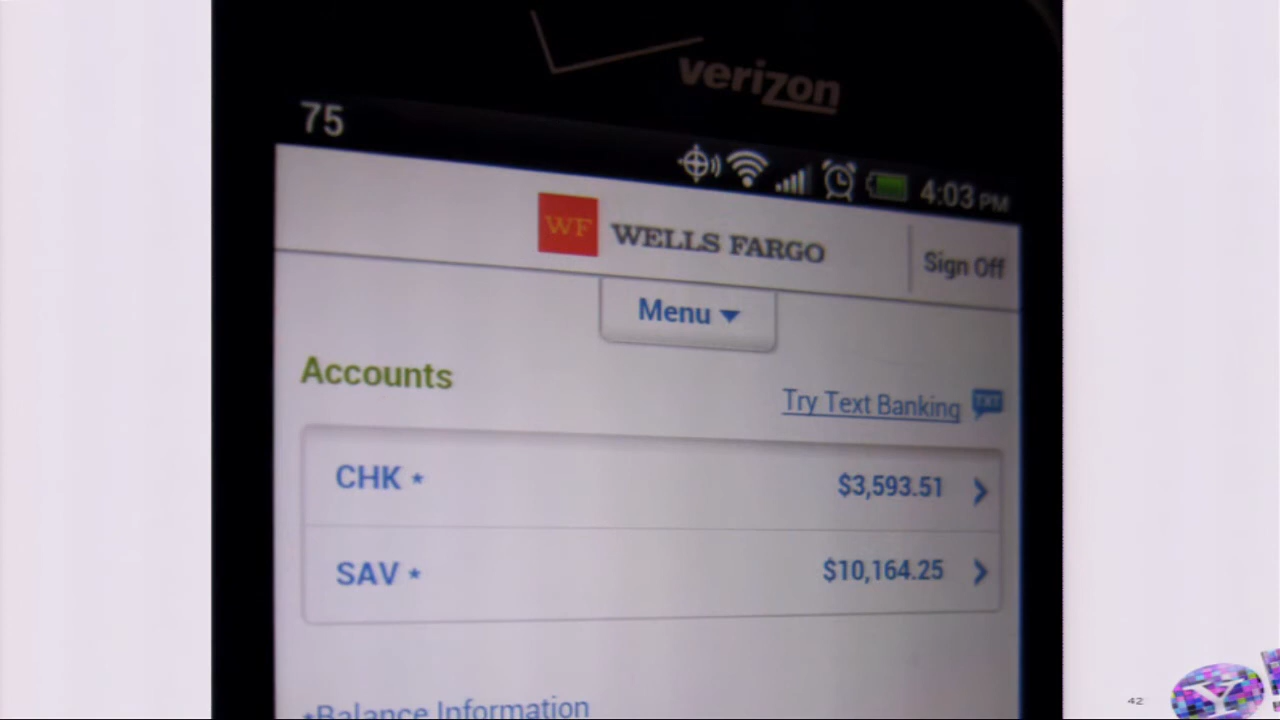 verizon
75
4:03 PM
WF WELLS FARGO
Sign Off
Menu
Accounts
Try Text Banking TXT
CHK * $3,593.51
SAV * $10,164.25
*Balance Information
42
Y